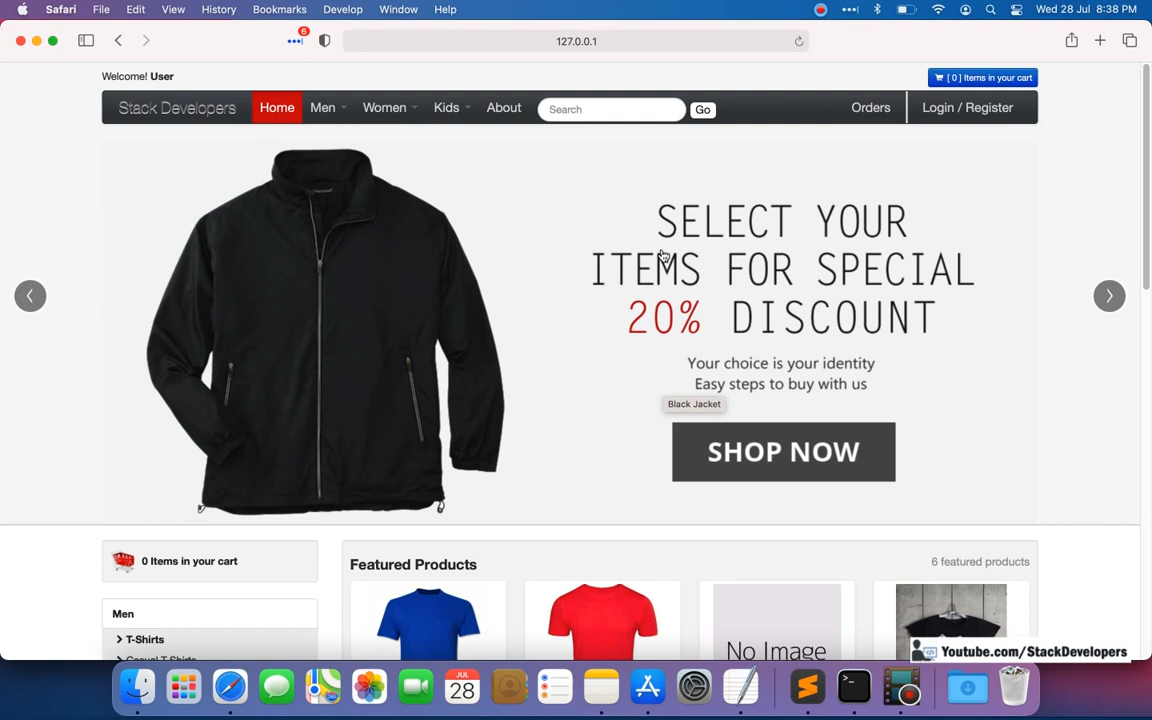 Safari File Edit View History Bookmarks Develop Window Help Wed 28 Jul 8:38 PM
6
127.0.0.1
Welcome! User
[ 0 ] Items in your cart
Stack Developers Home Men Women Kids About Search Go Orders Login / Register
SELECT YOUR
ITEMS FOR SPECIAL
20% DISCOUNT
Your choice is your identity
Easy steps to buy with us
Black Jacket
SHOP NOW
0 Items in your cart
Featured Products
6 featured products
Men
T-Shirts
Casual T-Shirts
No Image
Youtube.com/StackDevelopers
JUL
28